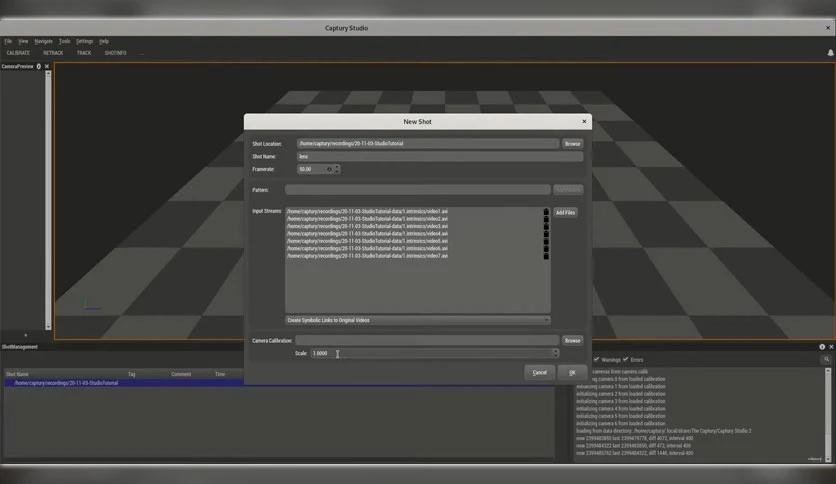 Captury Studio
File View Navigate Tools Settings Help
CALIBRATE RETRACK TRACK SHOTINFO ...
CameraPreview
New Shot
Shot Location: /home/captury/recordings/20-11-03-StudioTutorial Browse
Shot Name: lens
Framerate: 50.00
Pattern:
Input Streams: /home/captury/recordings/20-11-03-StudioTutorial-data/1.intrinsics/video1.avi Add Files
/home/captury/recordings/20-11-03-StudioTutorial-data/1.intrinsics/video2.avi
/home/captury/recordings/20-11-03-StudioTutorial-data/1.intrinsics/video3.avi
/home/captury/recordings/20-11-03-StudioTutorial-data/1.intrinsics/video4.avi
/home/captury/recordings/20-11-03-StudioTutorial-data/1.intrinsics/video5.avi
/home/captury/recordings/20-11-03-StudioTutorial-data/1.intrinsics/video6.avi
/home/captury/recordings/20-11-03-StudioTutorial-data/1.intrinsics/video7.avi
Create Symbolic Links to Original Videos
Camera Calibration: Browse
Scale: 1.0000
Cancel OK
ShotManagement
Shot Name Tag Comment Time
/home/captury/recordings/20-11-03-StudioTutorial
Warnings Errors
cameras from camera.calib
initializing camera 1 from loaded calibration
initializing camera 2 from loaded calibration
initializing camera 3 from loaded calibration
initializing camera 4 from loaded calibration
initializing camera 5 from loaded calibration
initializing camera 6 from loaded calibration
loading from data directory: /home/captury/.local/share/The Captury/Captury Studio 2
now 2399483850 last 2399479778, diff 4072, interval 400
now 2399484322 last 2399483850, diff 472, interval 400
now 2399485762 last 2399484322, diff 1440, interval 400